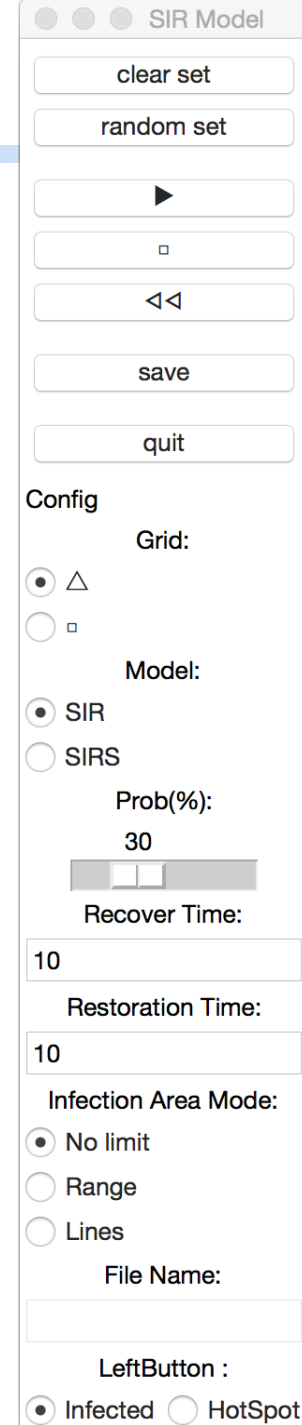 SIR Model
clear set
random set
▶
□
◁◁
save
quit
Config
Grid:
△
□
Model:
SIR
SIRS
Prob(%):
30
Recover Time:
10
Restoration Time:
10
Infection Area Mode:
No limit
Range
Lines
File Name:
LeftButton :
Infected HotSpot